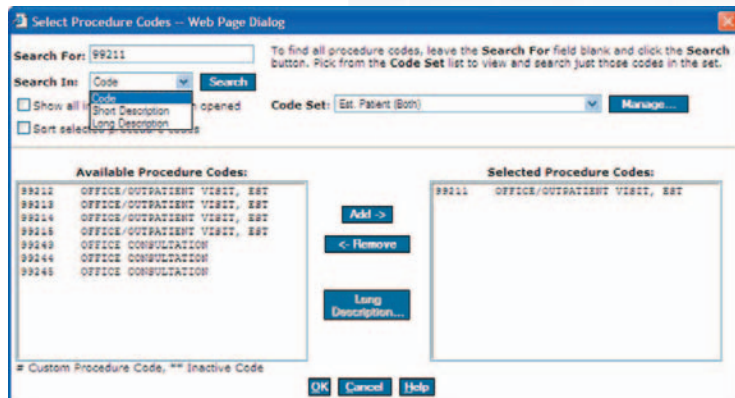 Select Procedure Codes -- Web Page Dialog
Search For: 99211
To find all procedure codes, leave the Search For field blank and click the Search
button. Pick from the Code Set list to view and search just those codes in the set.
Search In: Code Search
Code
Short Description
Long Description
Show all i n opened
Sort selected procedure codes
Code Set: Est. Patient (Both) Manage...
Available Procedure Codes:
99212 OFFICE/OUTPATIENT VISIT, EST
99213 OFFICE/OUTPATIENT VISIT, EST
99214 OFFICE/OUTPATIENT VISIT, EST
99215 OFFICE/OUTPATIENT VISIT, EST
99243 OFFICE CONSULTATION
99244 OFFICE CONSULTATION
99245 OFFICE CONSULTATION
Add ->
<- Remove
Long
Description...
Selected Procedure Codes:
99211 OFFICE/OUTPATIENT VISIT, EST
# Custom Procedure Code, ** Inactive Code
OK Cancel Help